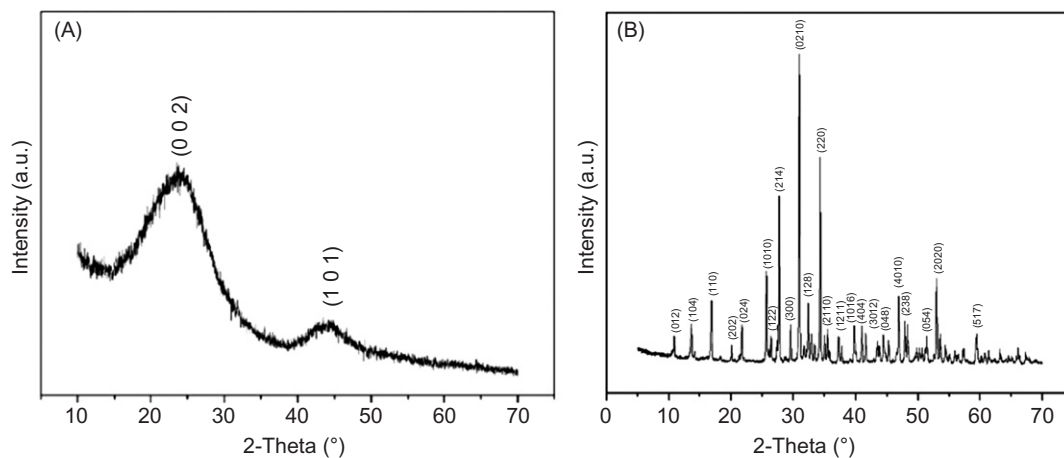 (A)
(0 0 2)
(1 0 1)
Intensity (a.u.)
10 20 30 40 50 60 70
2-Theta (°)
(B)
(0210)
(220)
(214)
(1010)
(4010)
(2020)
(110)
(128)
(012)
(104)
(202)
(024)
(122)
(300)
(2110)
(1211)
(1016)
(404)
(3012)
(048)
(238)
(054)
(517)
Intensity (a.u.)
0 10 20 30 40 50 60 70
2-Theta (°)